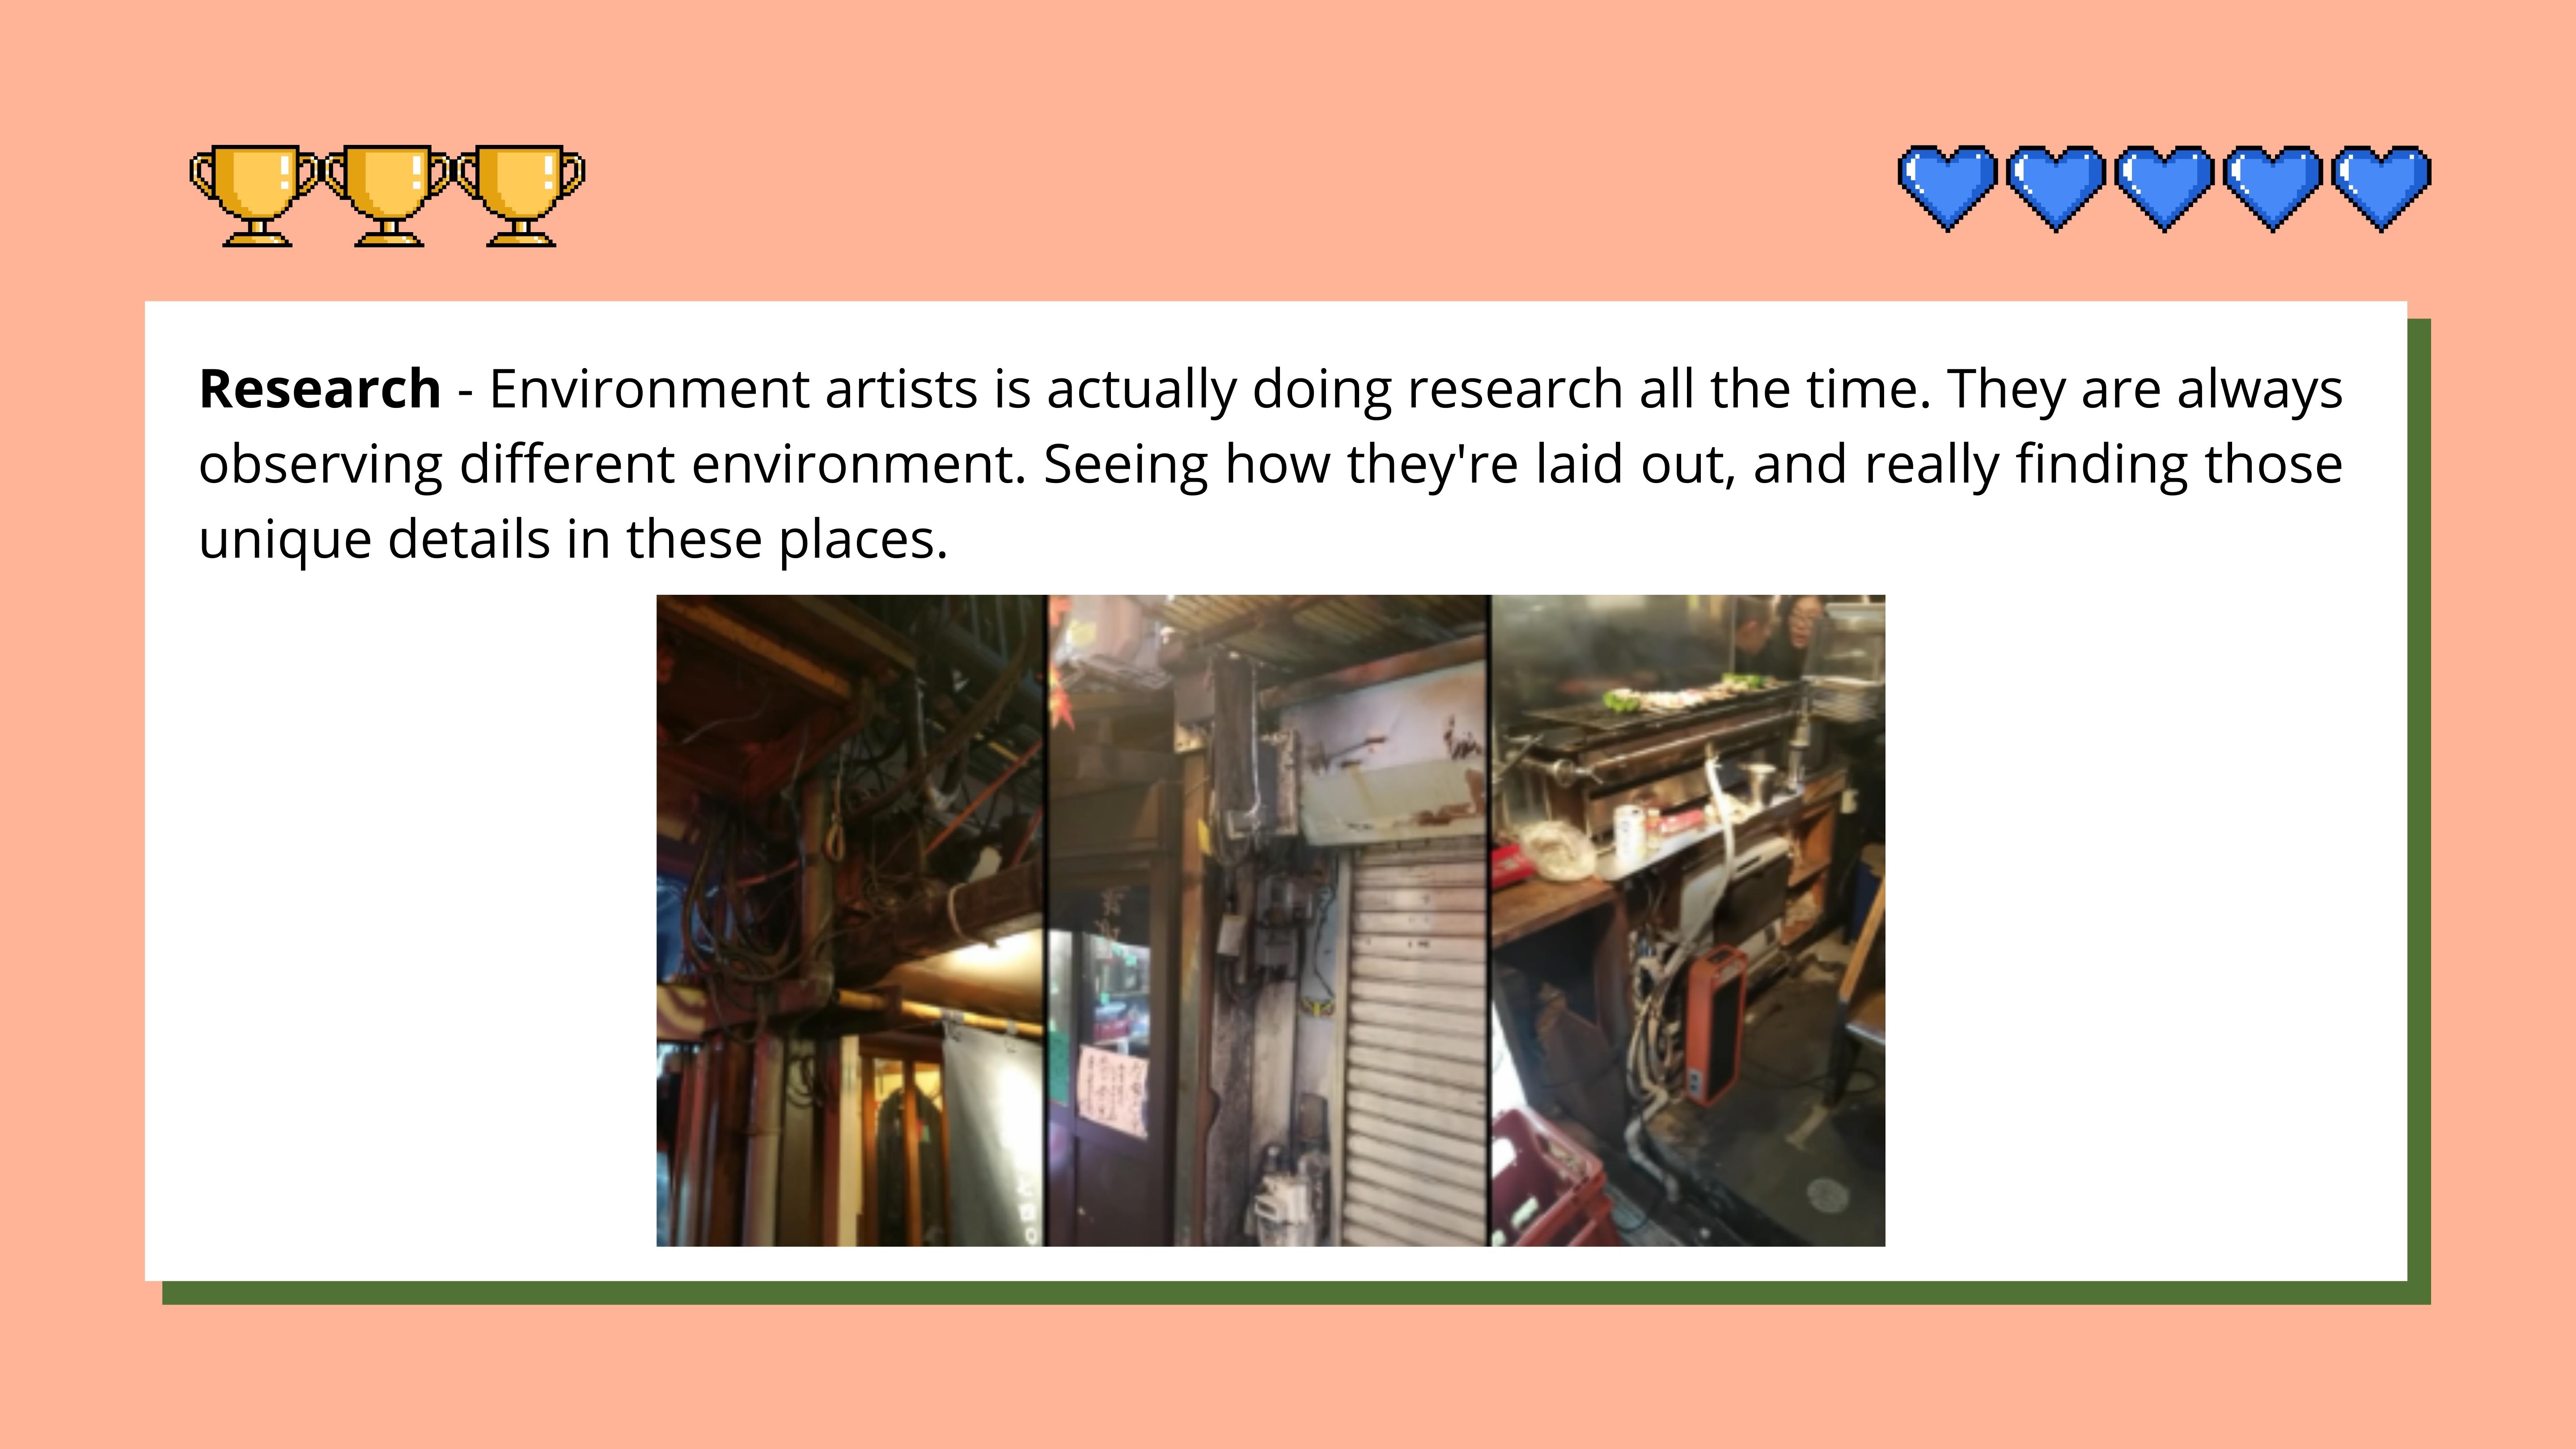 Research - Environment artists is actually doing research all the time. They are always
observing different environment. Seeing how they're laid out, and really finding those
unique details in these places.